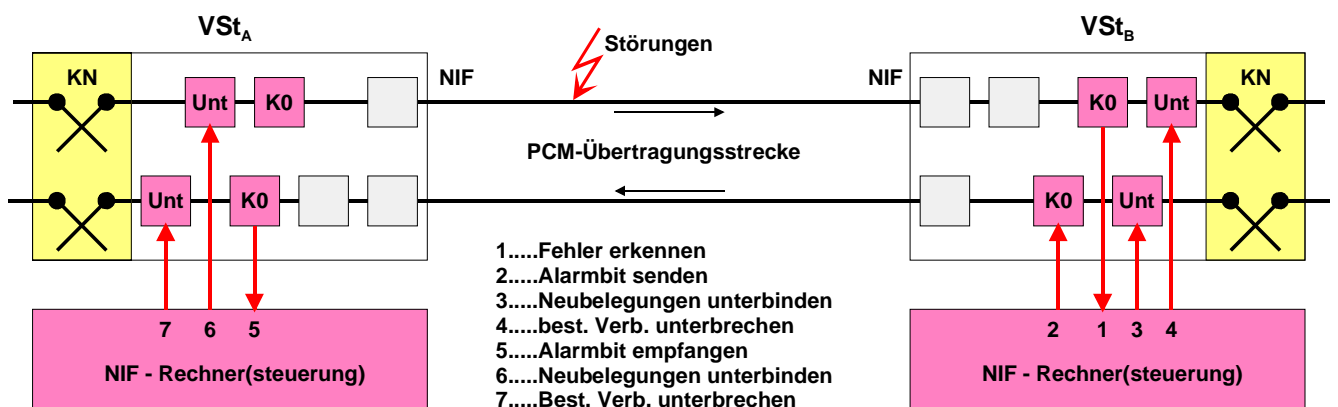 VStA
VStB
Störungen
KN
NIF
NIF
KN
Unt
K0
K0
Unt
PCM-Übertragungsstrecke
Unt
K0
K0
Unt
1.....Fehler erkennen
2.....Alarmbit senden
3.....Neubelegungen unterbinden
4.....best. Verb. unterbrechen
5.....Alarmbit empfangen
6.....Neubelegungen unterbinden
7.....Best. Verb. unterbrechen
7 6 5
2 1 3 4
NIF - Rechner(steuerung)
NIF - Rechner(steuerung)